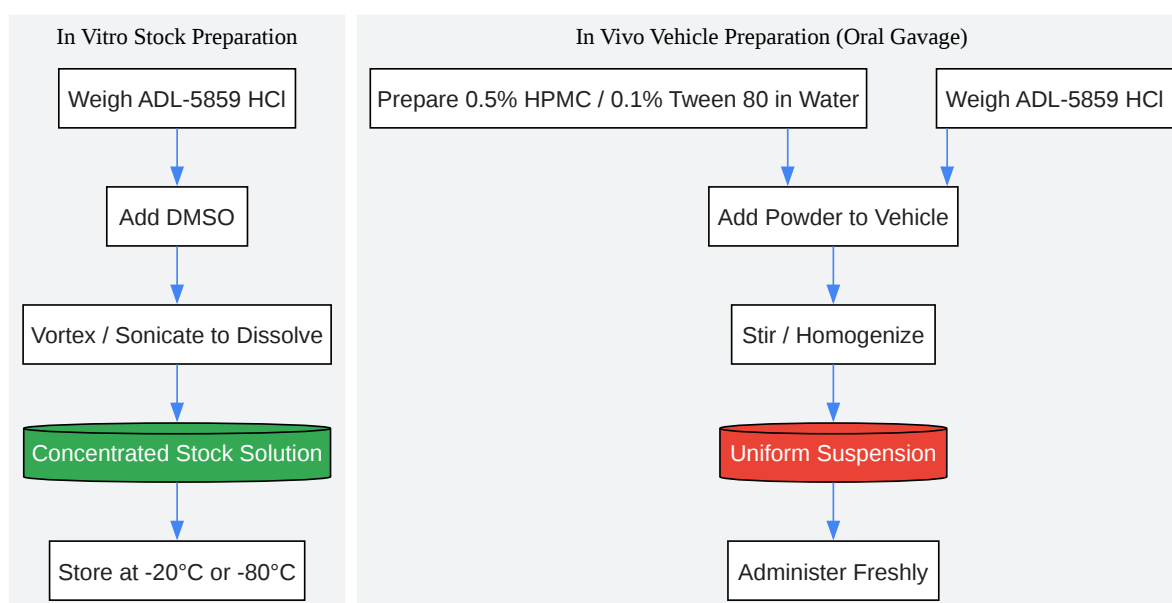 In Vitro Stock Preparation
Weigh ADL-5859 HCl
Add DMSO
Vortex / Sonicate to Dissolve
Concentrated Stock Solution
Store at -20°C or -80°C
In Vivo Vehicle Preparation (Oral Gavage)
Prepare 0.5% HPMC / 0.1% Tween 80 in Water
Weigh ADL-5859 HCl
Add Powder to Vehicle
Stir / Homogenize
Uniform Suspension
Administer Freshly